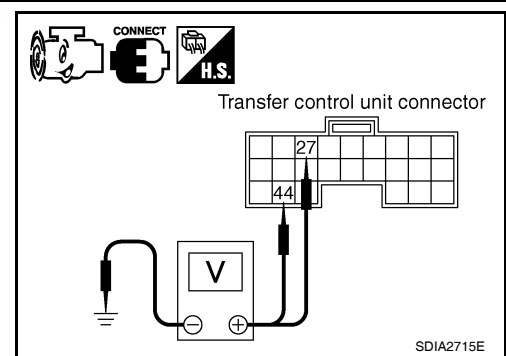 CONNECT
H.S.
Transfer control unit connector
27
44
V
− +
SDIA2715E